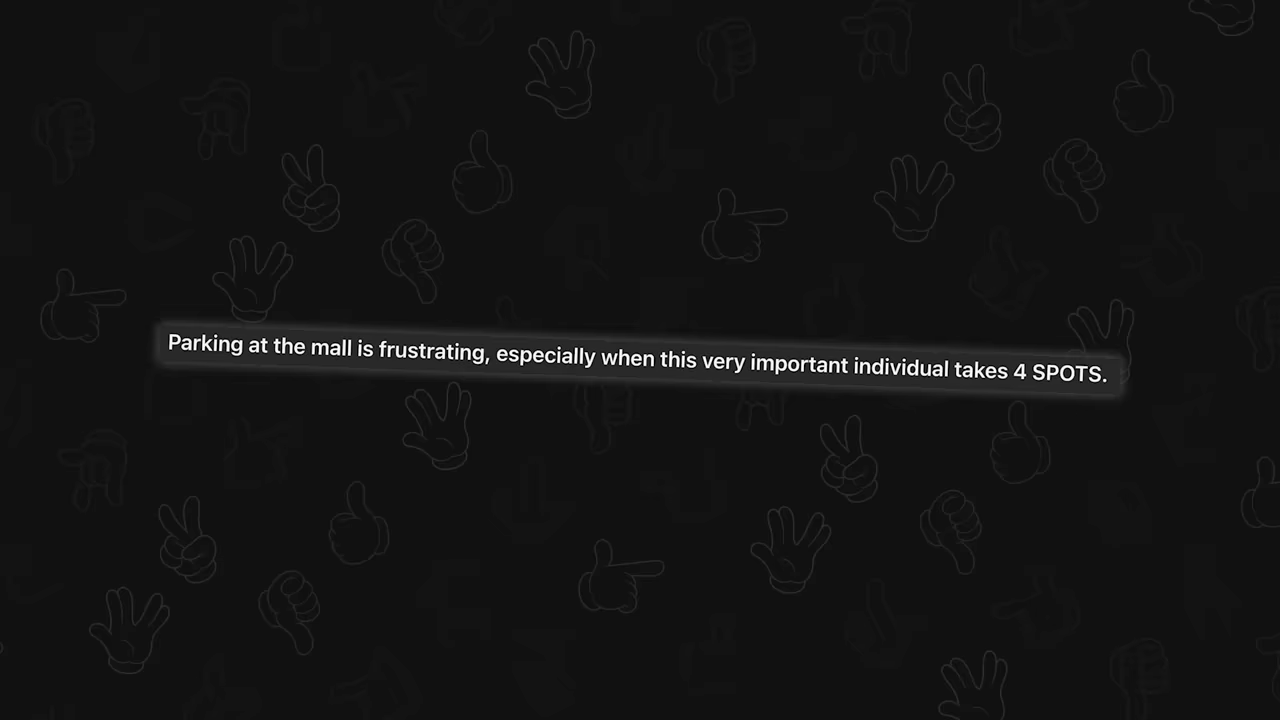 Parking at the mall is frustrating, especially when this very important individual takes 4 SPOTS.